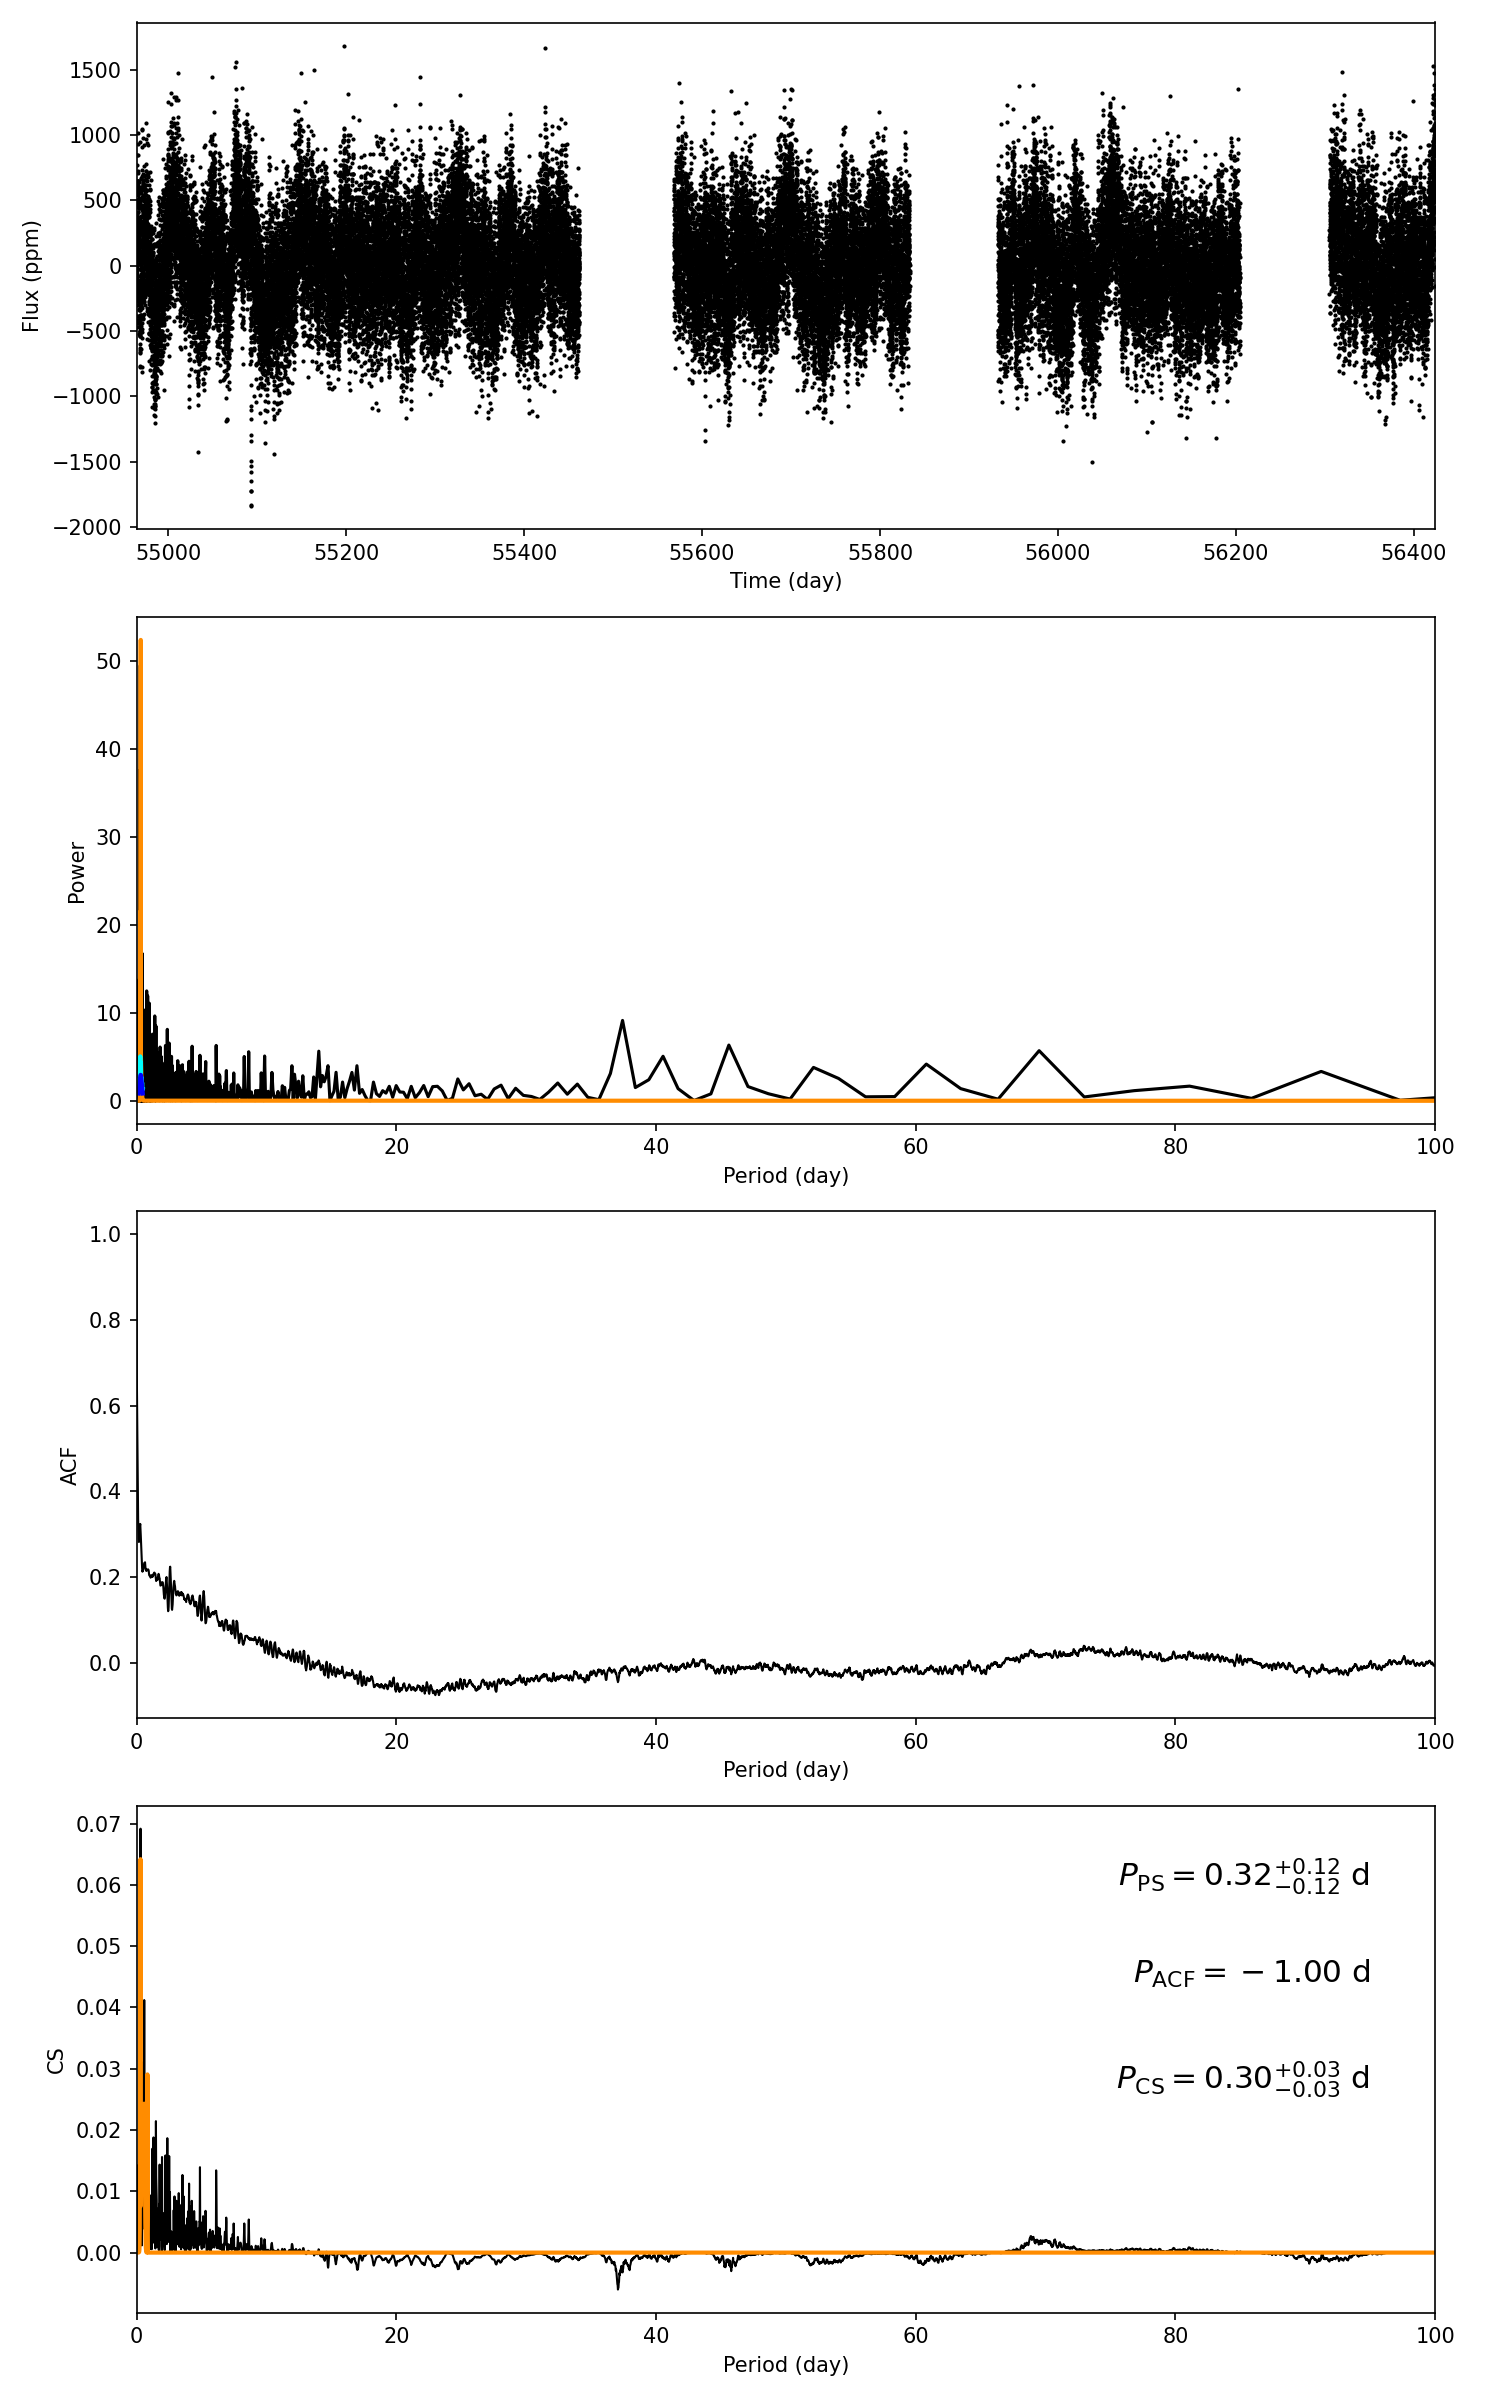 1500
1000
500
0
−500
−1000
−1500
−2000
Flux (ppm)
55000 55200 55400 55600 55800 56000 56200 56400
Time (day)
50
40
30
20
10
0
Power
0 20 40 60 80 100
Period (day)
1.0
0.8
0.6
0.4
0.2
0.0
ACF
0 20 40 60 80 100
Period (day)
0.07
0.06
0.05
0.04
0.03
0.02
0.01
0.00
CS
P_PS = 0.32 +0.12 −0.12 d
P_ACF = −1.00 d
P_CS = 0.30 +0.03 −0.03 d
0 20 40 60 80 100
Period (day)